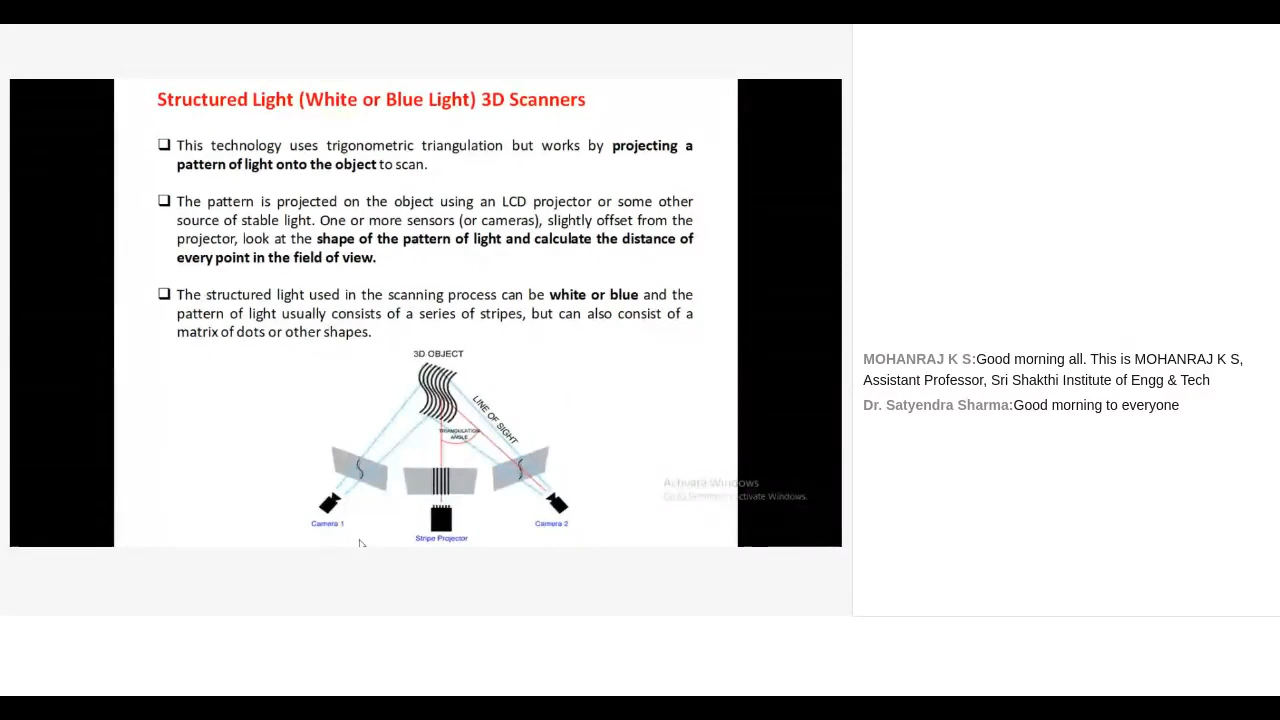 Structured Light (White or Blue Light) 3D Scanners
This technology uses trigonometric triangulation but works by projecting a
pattern of light onto the object to scan.
The pattern is projected on the object using an LCD projector or some other
source of stable light. One or more sensors (or cameras), slightly offset from the
projector, look at the shape of the pattern of light and calculate the distance of
every point in the field of view.
The structured light used in the scanning process can be white or blue and the
pattern of light usually consists of a series of stripes, but can also consist of a
matrix of dots or other shapes.
3D OBJECT
LINE OF SIGHT
TRIANGULATION
ANGLE
Camera 1
Stripe Projector
Camera 2
Activate Windows
Activate Windows.
MOHANRAJ K S:Good morning all. This is MOHANRAJ K S,
Assistant Professor, Sri Shakthi Institute of Engg & Tech
Dr. Satyendra Sharma:Good morning to everyone